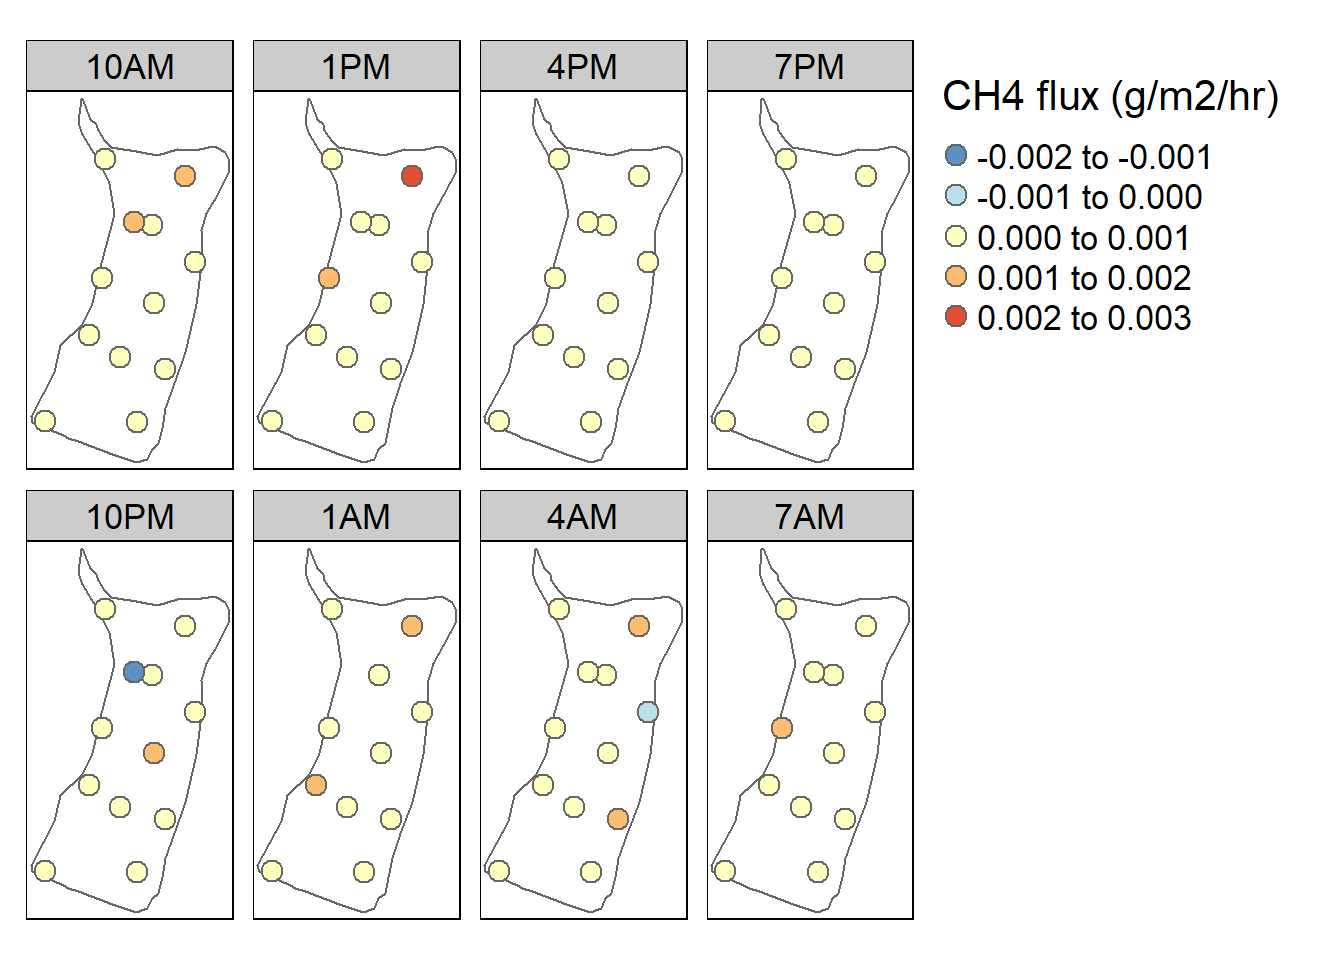 10AM
1PM
4PM
7PM
CH4 flux (g/m2/hr)
-0.002 to -0.001
-0.001 to 0.000
0.000 to 0.001
0.001 to 0.002
0.002 to 0.003
10PM
1AM
4AM
7AM